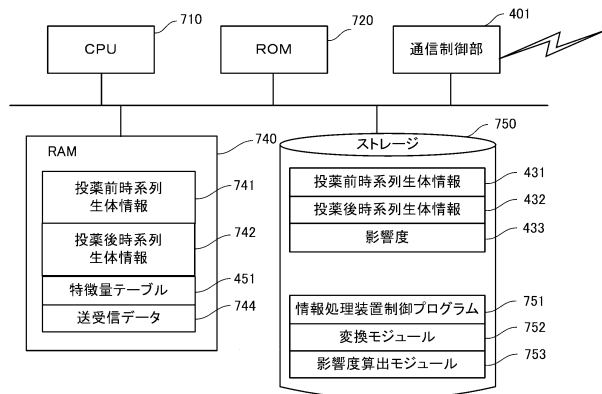 CPU
710
ROM
720
通信制御部
401
RAM
740
投薬前時系列
生体情報
741
投薬後時系列
生体情報
742
特徴量テーブル
451
送受信データ
744
ストレージ
750
投薬前時系列生体情報
431
投薬後時系列生体情報
432
影響度
433
情報処理装置制御プログラム
751
変換モジュール
752
影響度算出モジュール
753